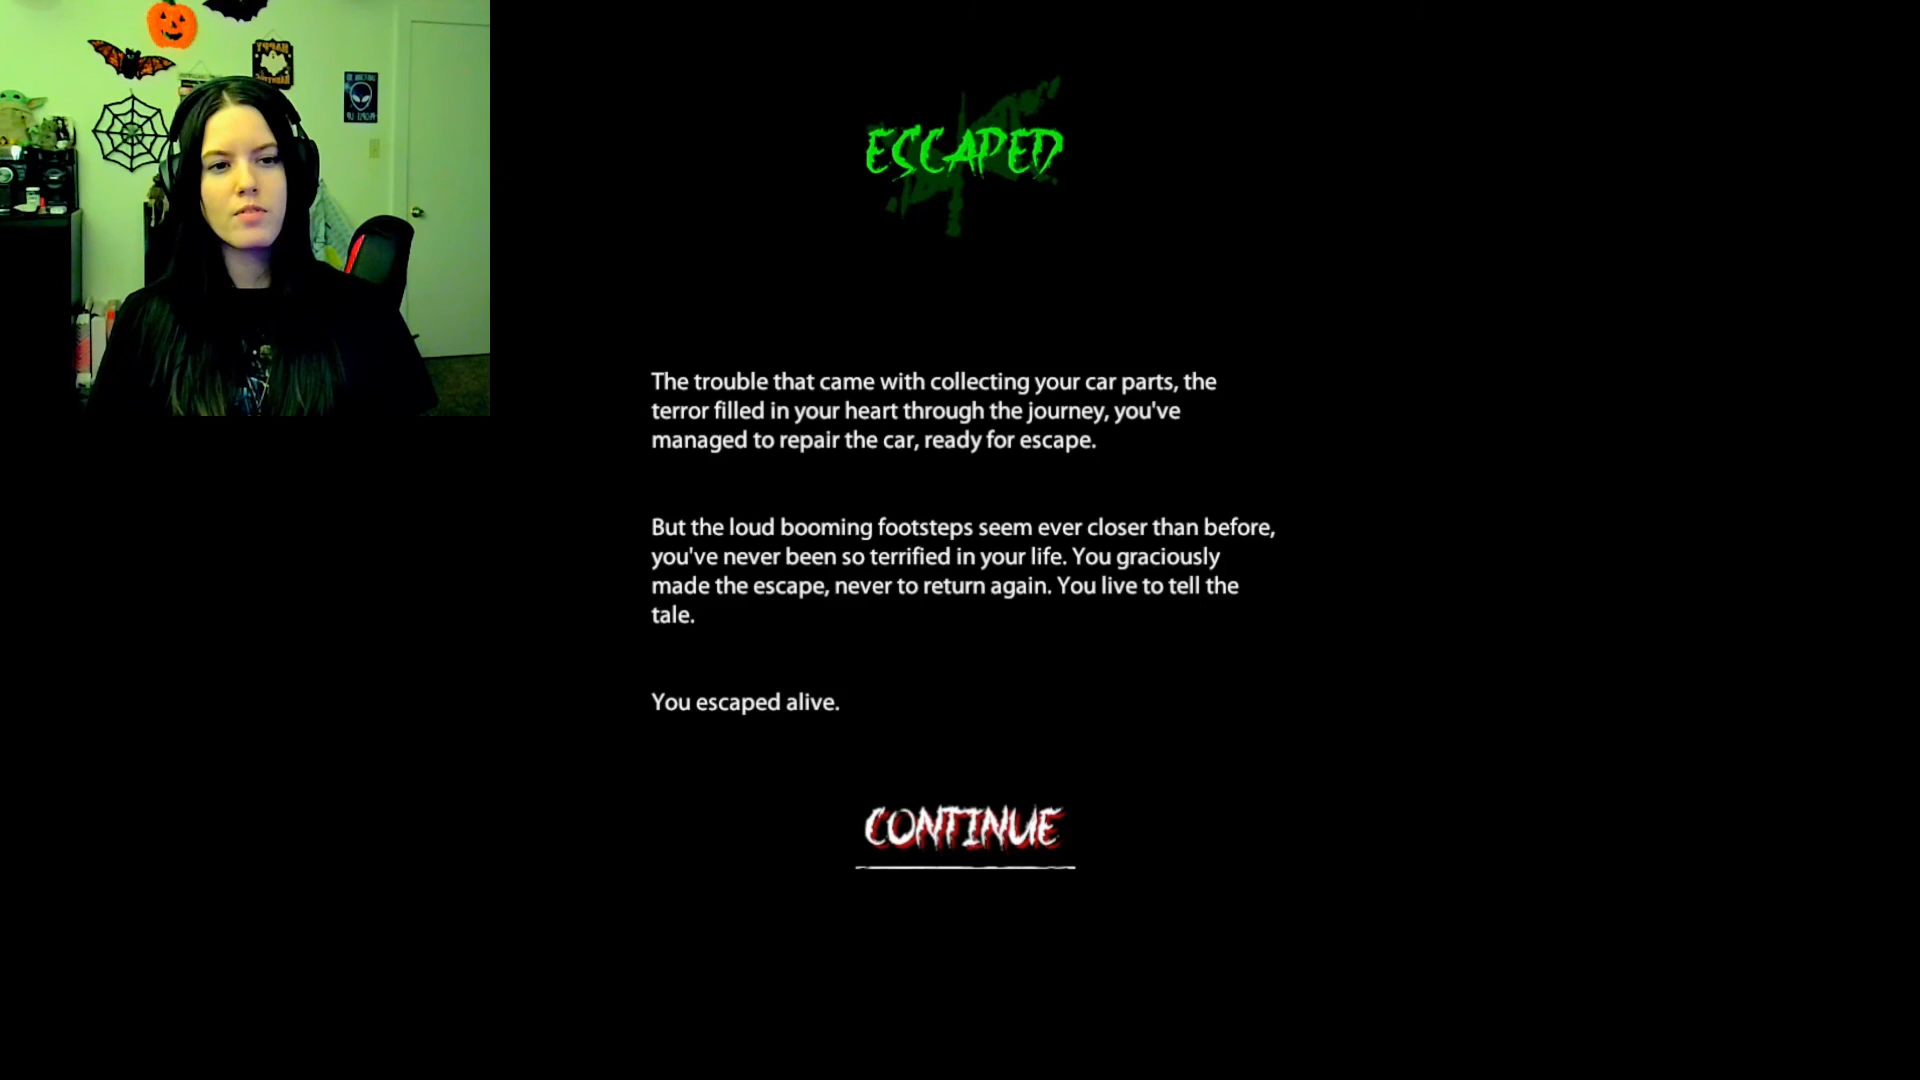 HAPPY
ESCAPED
The trouble that came with collecting your car parts, the
terror filled in your heart through the journey, you've
managed to repair the car, ready for escape.
But the loud booming footsteps seem ever closer than before,
you've never been so terrified in your life. You graciously
made the escape, never to return again. You live to tell the
tale.
You escaped alive.
CONTINUE